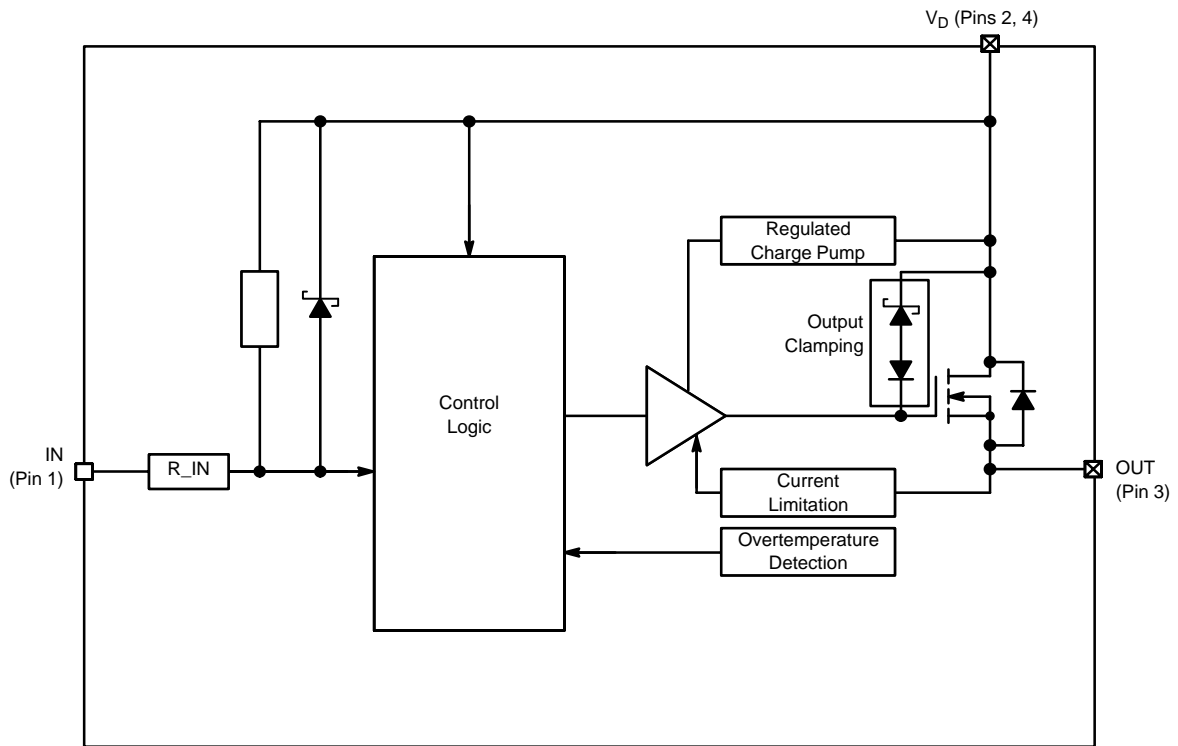 V_D (Pins 2, 4)
Regulated
Charge Pump
Output
Clamping
Control
Logic
IN
(Pin 1)
R_IN
OUT
(Pin 3)
Current
Limitation
Overtemperature
Detection